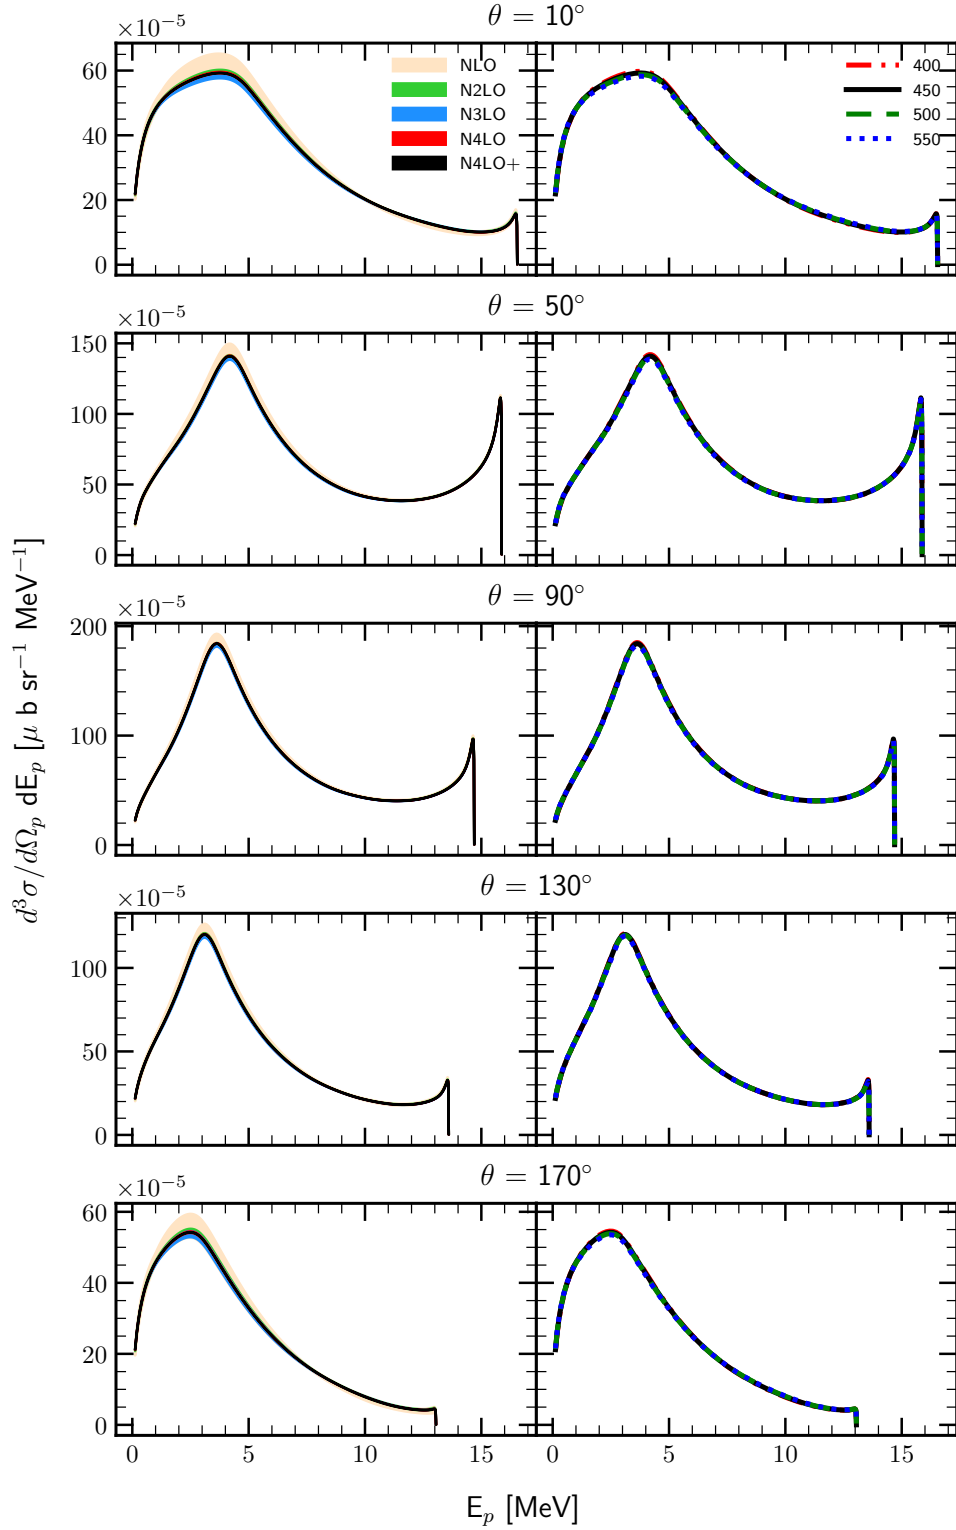 θ = 10°
×10⁻⁵
60
40
20
0
NLO
N2LO
N3LO
N4LO
N4LO+
400
450
500
550
θ = 50°
×10⁻⁵
150
100
50
0
θ = 90°
×10⁻⁵
200
100
0
θ = 130°
×10⁻⁵
100
50
0
θ = 170°
×10⁻⁵
60
40
20
0
0 5 10 15 0 5 10 15
d³σ/dΩₚ dEₚ [μ b sr⁻¹ MeV⁻¹]
Eₚ [MeV]